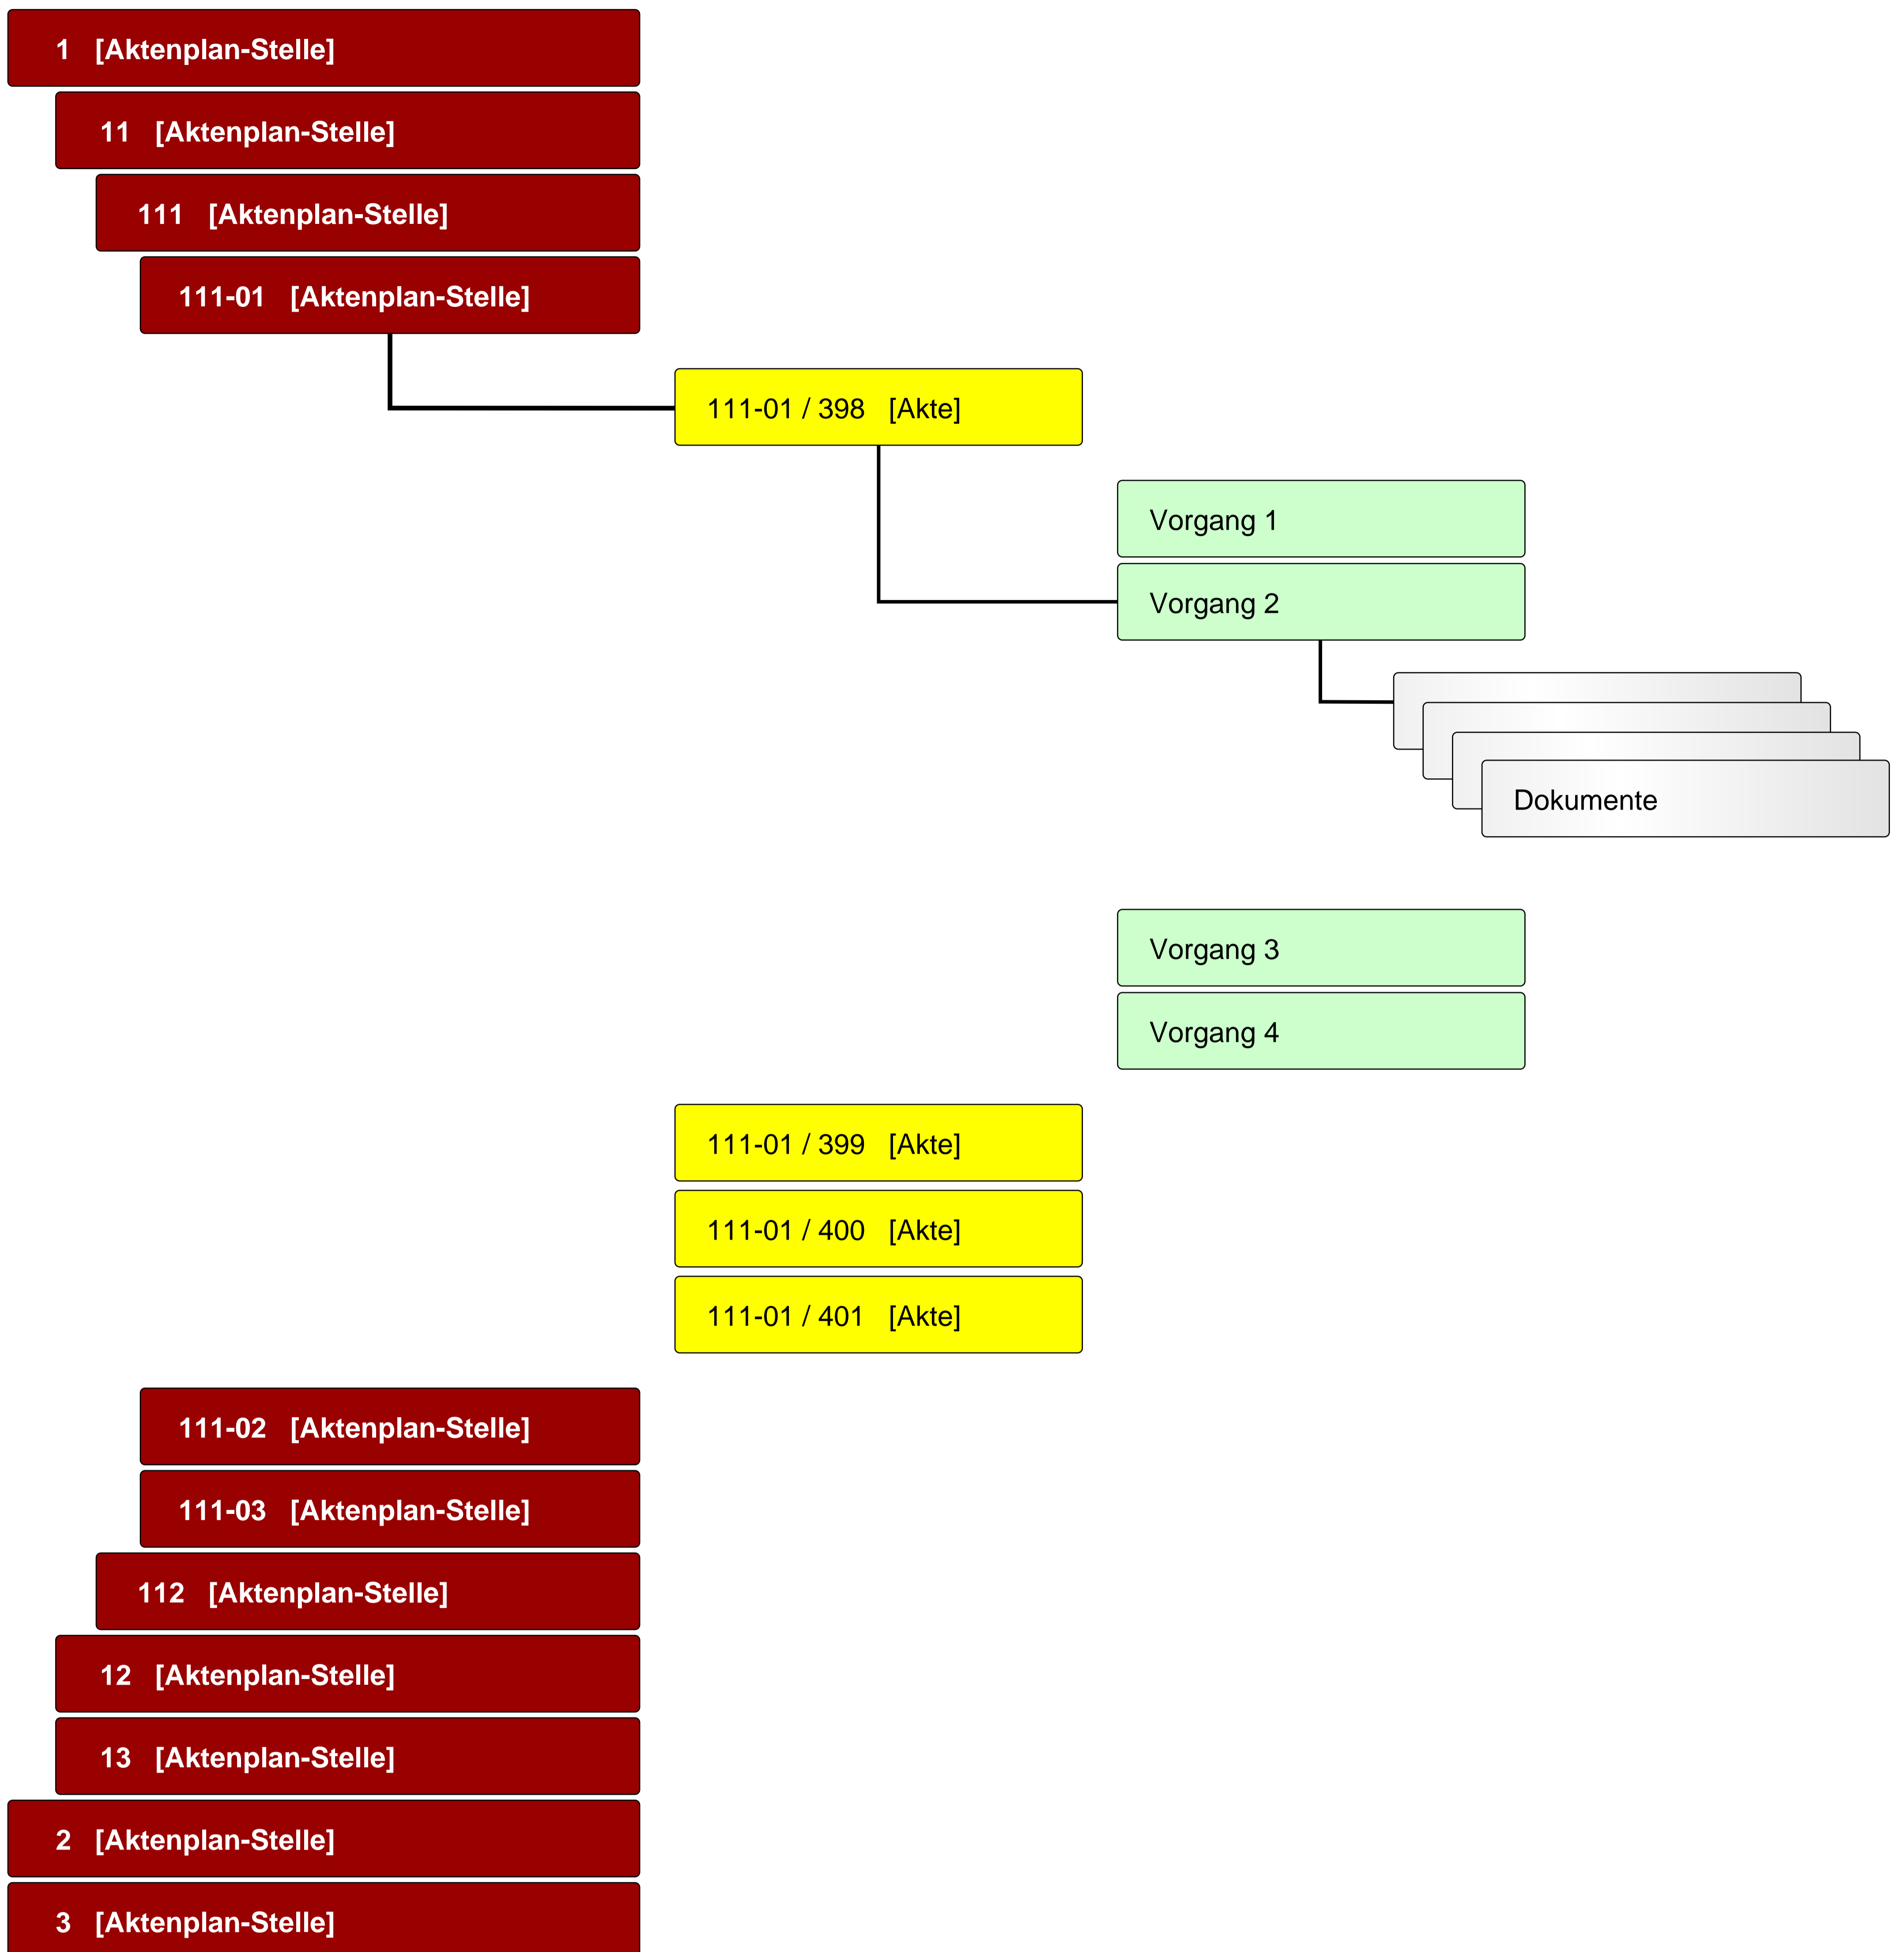 1 [Aktenplan-Stelle]
11 [Aktenplan-Stelle]
111 [Aktenplan-Stelle]
111-01 [Aktenplan-Stelle]
111-01 / 398 [Akte]
Vorgang 1
Vorgang 2
Dokumente
Vorgang 3
Vorgang 4
111-01 / 399 [Akte]
111-01 / 400 [Akte]
111-01 / 401 [Akte]
111-02 [Aktenplan-Stelle]
111-03 [Aktenplan-Stelle]
112 [Aktenplan-Stelle]
12 [Aktenplan-Stelle]
13 [Aktenplan-Stelle]
2 [Aktenplan-Stelle]
3 [Aktenplan-Stelle]